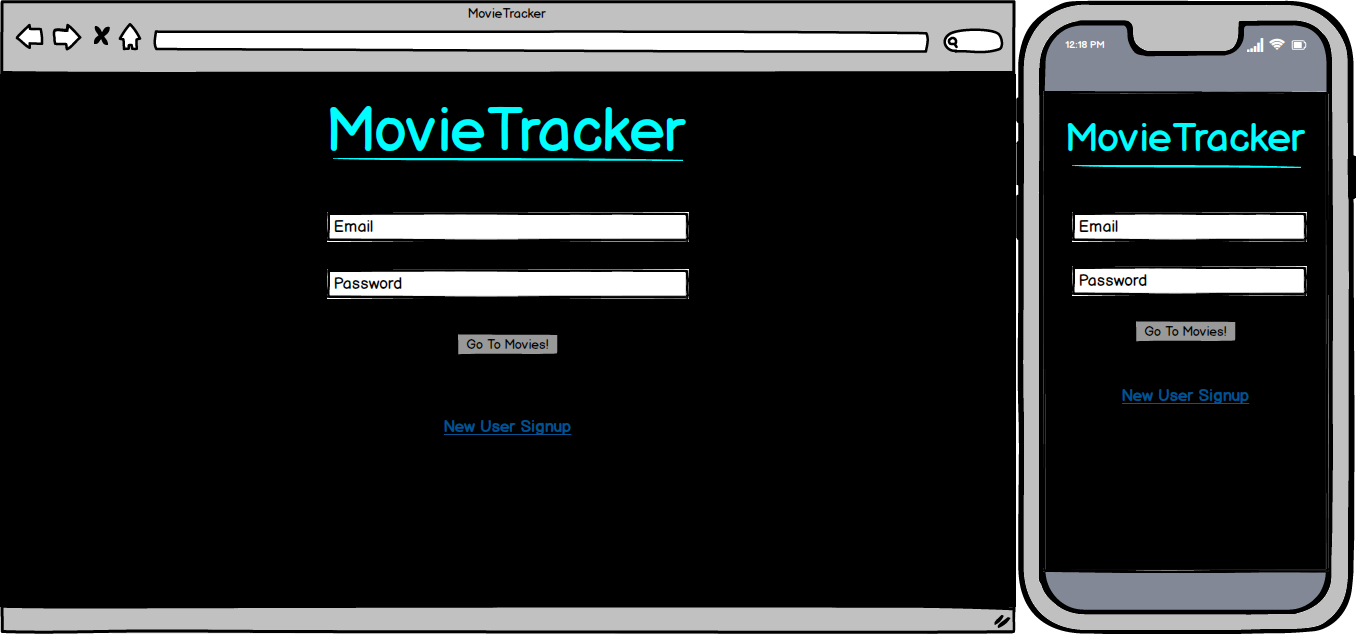 MovieTracker
MovieTracker
Email
Password
Go To Movies!
New User Signup
12:18 PM
MovieTracker
Email
Password
Go To Movies!
New User Signup